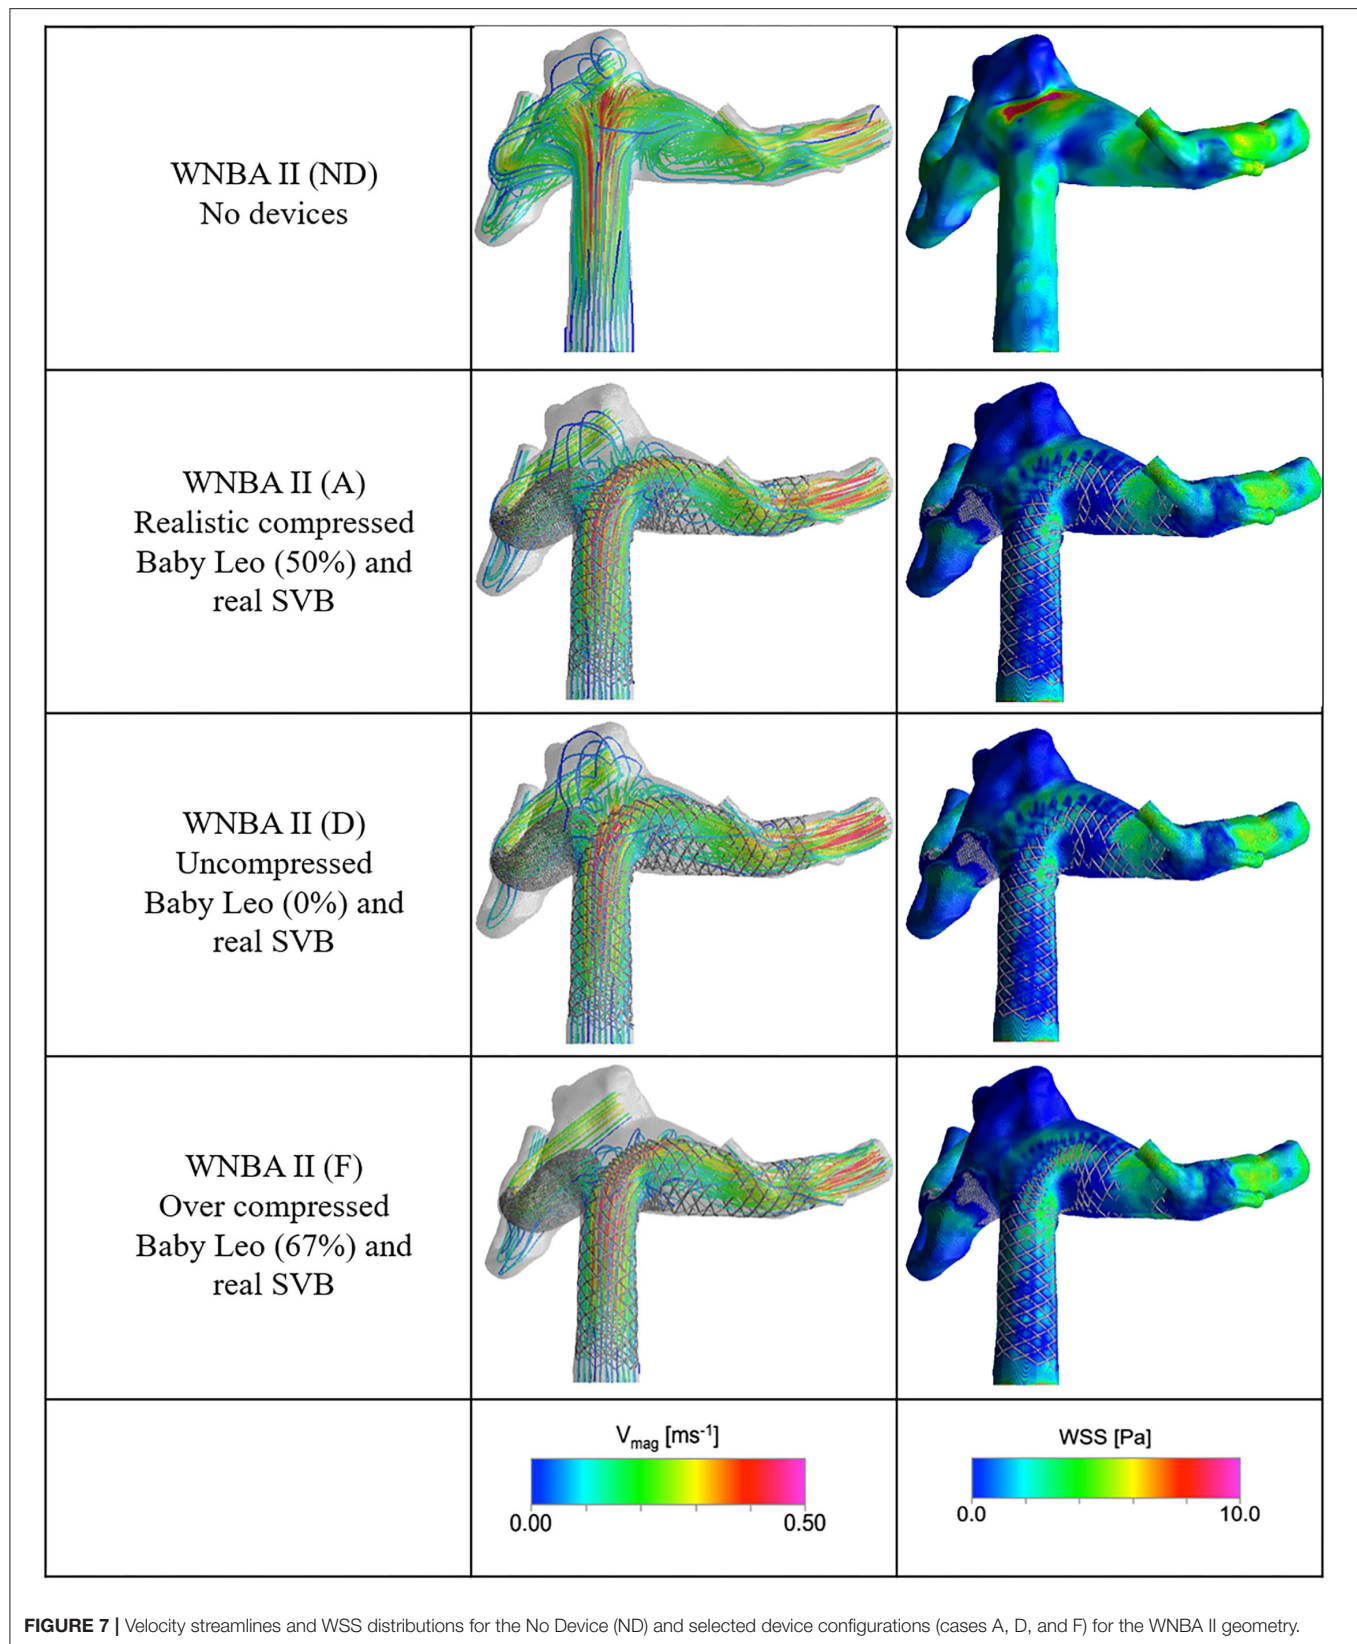 WNBA II (ND)
No devices
WNBA II (A)
Realistic compressed
Baby Leo (50%) and
real SVB
WNBA II (D)
Uncompressed
Baby Leo (0%) and
real SVB
WNBA II (F)
Over compressed
Baby Leo (67%) and
real SVB
Vmag [ms-1]
0.00 0.50
WSS [Pa]
0.0 10.0
FIGURE 7 | Velocity streamlines and WSS distributions for the No Device (ND) and selected device configurations (cases A, D, and F) for the WNBA II geometry.